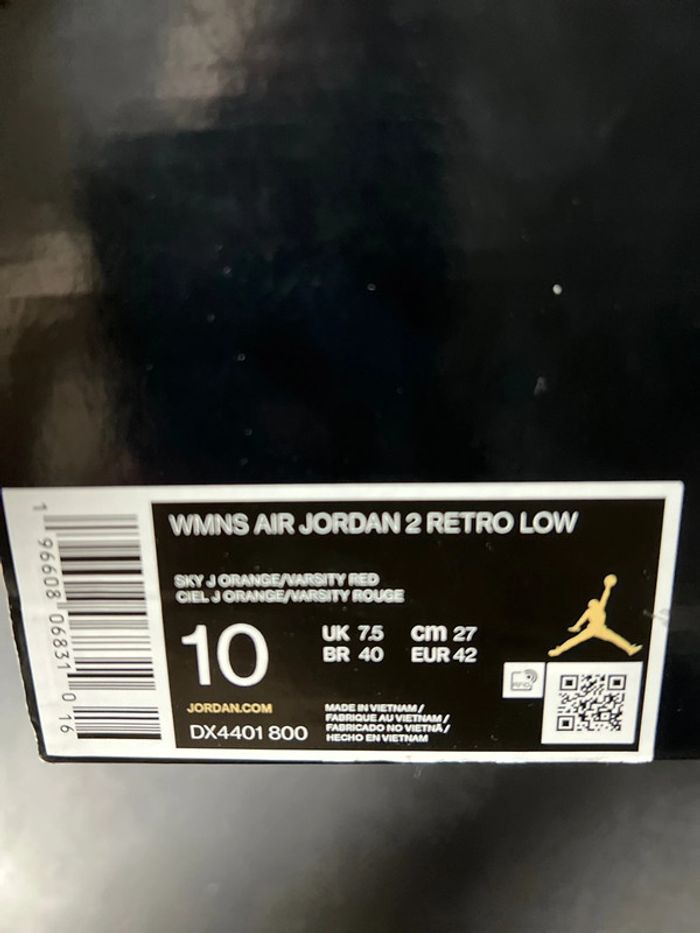 WMNS AIR JORDAN 2 RETRO LOW
SKY J ORANGE/VARSITY RED
CIEL J ORANGE/VARSITY ROUGE
10
UK 7.5 cm 27
BR 40 EUR 42
JORDAN.COM
DX4401 800
MADE IN VIETNAM /
FABRIQUE AU VIETNAM /
FABRICADO NO VIETNÃ /
HECHO EN VIETNAM
RFID
1 96608 06831 0 16